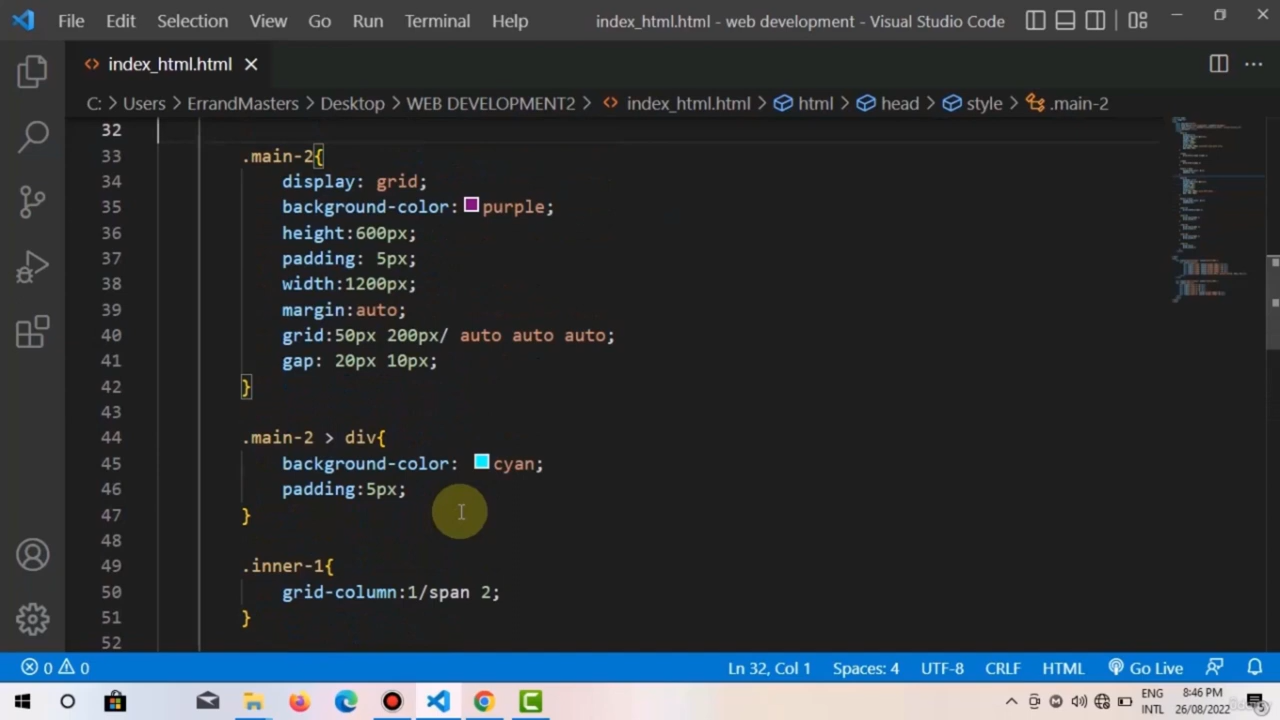 File Edit Selection View Go Run Terminal Help index_html.html - web development - Visual Studio Code
index_html.html
C: > Users > ErrandMasters > Desktop > WEB DEVELOPMENT2 > index_html.html > html > head > style > .main-2
32
33 .main-2{
34 display: grid;
35 background-color: purple;
36 height:600px;
37 padding: 5px;
38 width:1200px;
39 margin:auto;
40 grid:50px 200px/ auto auto auto;
41 gap: 20px 10px;
42 }
43
44 .main-2 > div{
45 background-color: cyan;
46 padding:5px;
47 }
48
49 .inner-1{
50 grid-column:1/span 2;
51 }
52
0 0 Ln 32, Col 1 Spaces: 4 UTF-8 CRLF HTML Go Live
ENG 8:46 PM
INTL 26/08/2022 5